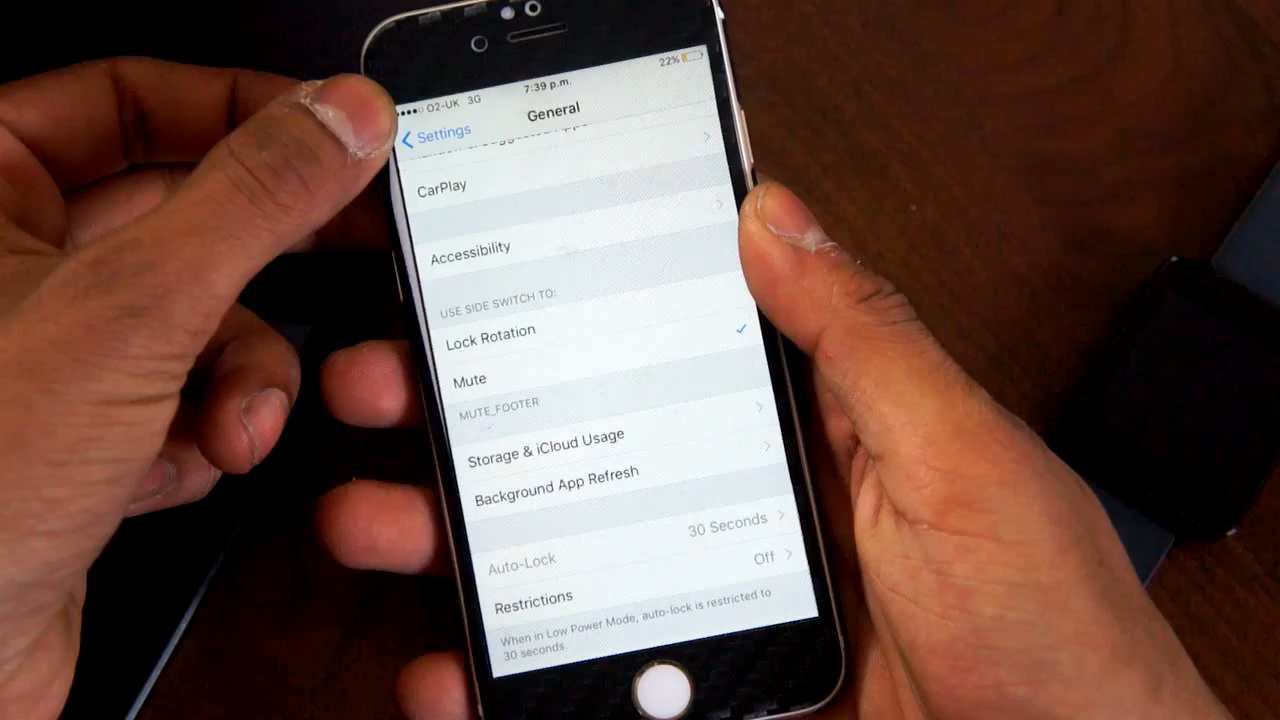 22%
7:39 p.m.
O2-UK 3G
General
Settings
CarPlay
Accessibility
USE SIDE SWITCH TO:
Lock Rotation
Mute
MUTE_FOOTER
Storage & iCloud Usage
Background App Refresh
Auto-Lock 30 Seconds
Restrictions Off
When in Low Power Mode, auto-lock is restricted to
30 seconds.